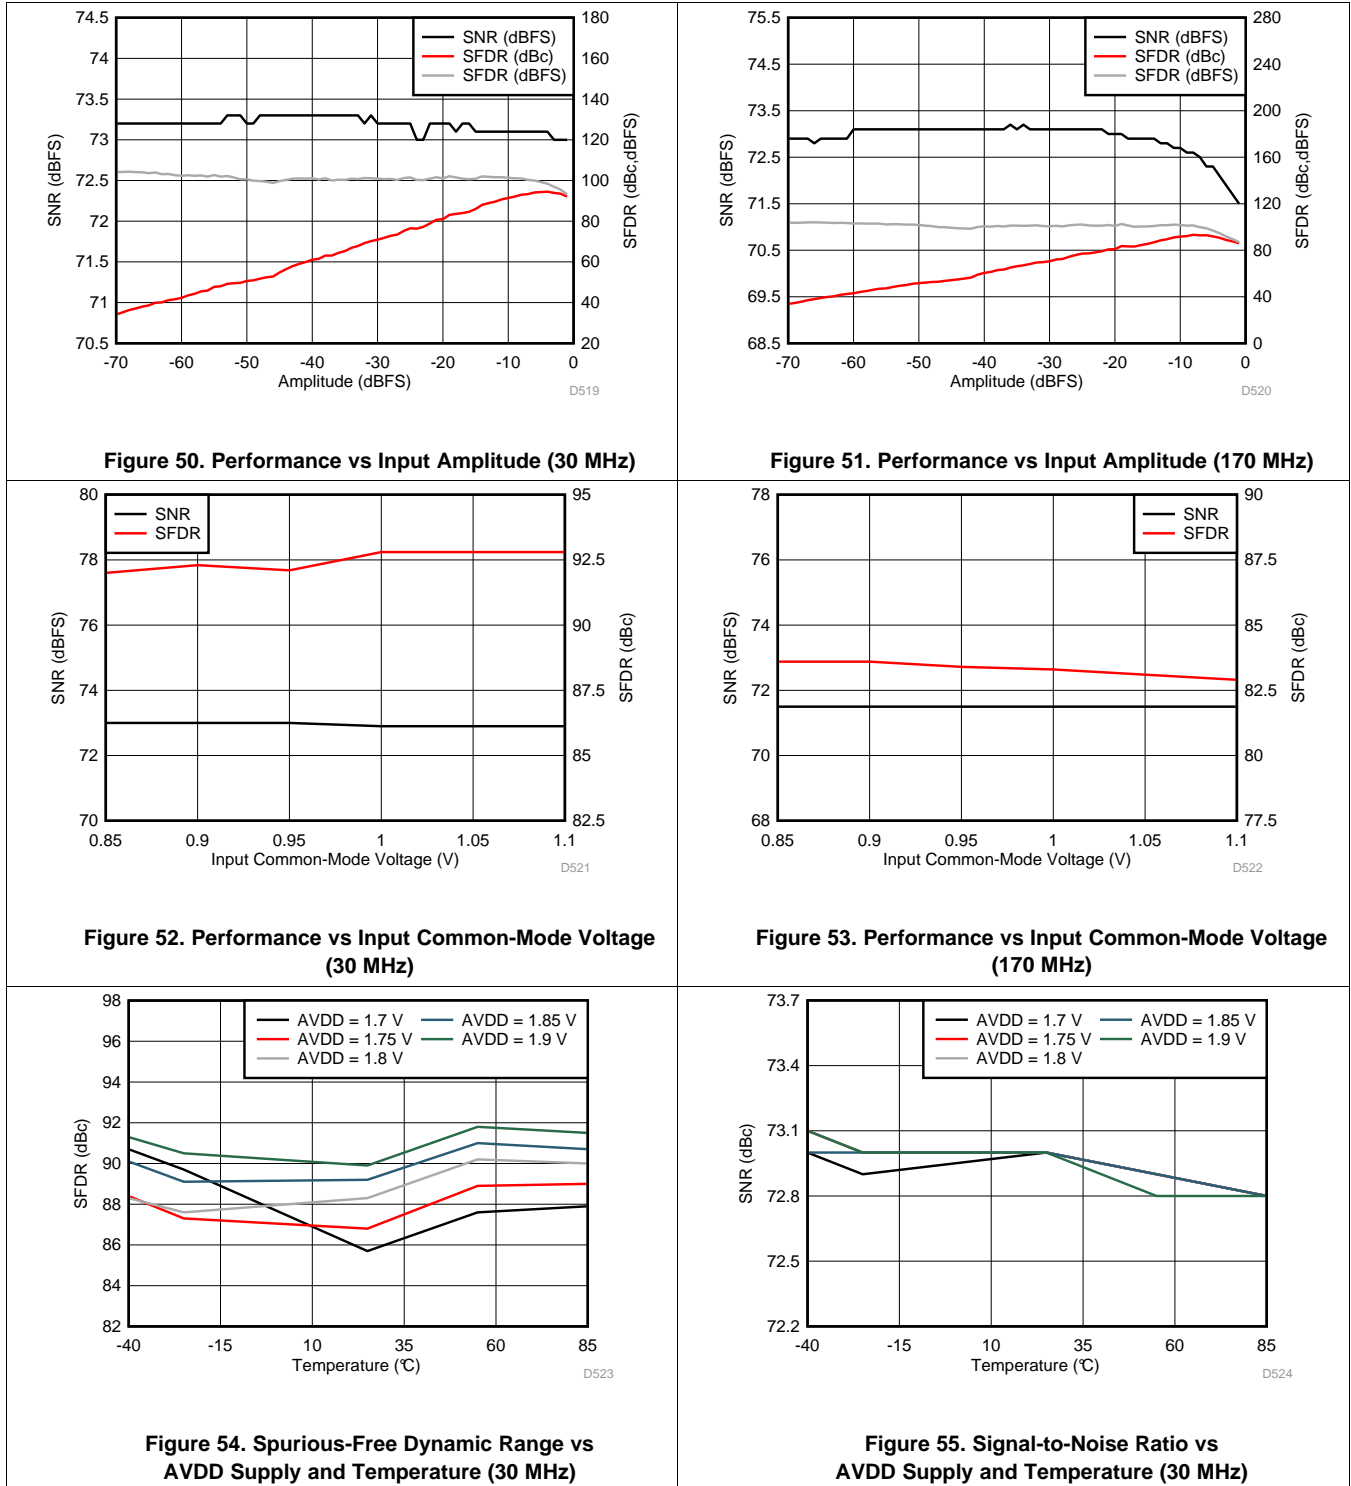 74.5
74
73.5
73
72.5
72
71.5
71
70.5
180
160
140
120
100
80
60
40
20
-70
-60
-50
-40
-30
-20
-10
0
SNR (dBFS)
SFDR (dBc,dBFS)
Amplitude (dBFS)
SNR (dBFS)
SFDR (dBc)
SFDR (dBFS)
D519
Figure 50. Performance vs Input Amplitude (30 MHz)
75.5
74.5
73.5
72.5
71.5
70.5
69.5
68.5
280
240
200
160
120
80
40
0
-70
-60
-50
-40
-30
-20
-10
0
SNR (dBFS)
SFDR (dBc,dBFS)
Amplitude (dBFS)
SNR (dBFS)
SFDR (dBc)
SFDR (dBFS)
D520
Figure 51. Performance vs Input Amplitude (170 MHz)
80
78
76
74
72
70
95
92.5
90
87.5
85
82.5
0.85
0.9
0.95
1
1.05
1.1
SNR (dBFS)
SFDR (dBc)
Input Common-Mode Voltage (V)
SNR
SFDR
D521
Figure 52. Performance vs Input Common-Mode Voltage
(30 MHz)
78
76
74
72
70
68
90
87.5
85
82.5
80
77.5
0.85
0.9
0.95
1
1.05
1.1
SNR (dBFS)
SFDR (dBc)
Input Common-Mode Voltage (V)
SNR
SFDR
D522
Figure 53. Performance vs Input Common-Mode Voltage
(170 MHz)
98
96
94
92
90
88
86
84
82
-40
-15
10
35
60
85
SFDR (dBc)
Temperature (°C)
AVDD = 1.7 V
AVDD = 1.75 V
AVDD = 1.8 V
AVDD = 1.85 V
AVDD = 1.9 V
D523
Figure 54. Spurious-Free Dynamic Range vs
AVDD Supply and Temperature (30 MHz)
73.7
73.4
73.1
72.8
72.5
72.2
-40
-15
10
35
60
85
SNR (dBc)
Temperature (°C)
AVDD = 1.7 V
AVDD = 1.75 V
AVDD = 1.8 V
AVDD = 1.85 V
AVDD = 1.9 V
D524
Figure 55. Signal-to-Noise Ratio vs
AVDD Supply and Temperature (30 MHz)